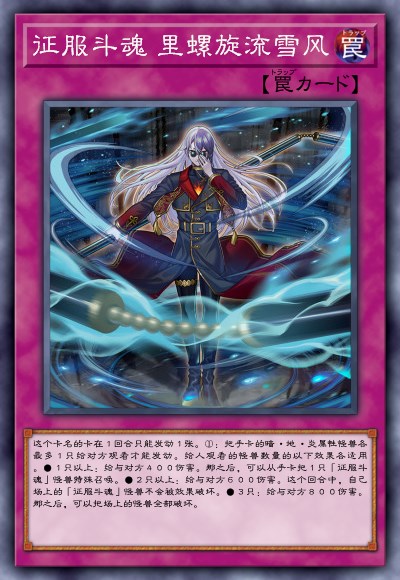 征服斗魂 里螺旋流雪风 罠
トラップ
トラップ
【罠カード】
这个卡名的卡在1回合只能发动1张。①：把手卡的暗·地·炎属性怪兽各
最多1只给对方观看才能发动。给人观看的怪兽数量的以下效果各适用
。●1只以上：给与对方400伤害。那之后，可以从手卡把1只「征服斗
魂」怪兽特殊召唤。●2只以上：给与对方600伤害。这个回合中，自己
场上的「征服斗魂」怪兽不会被效果破坏。●3只：给与对方800伤害。
那之后，可以把场上的怪兽全部破坏。